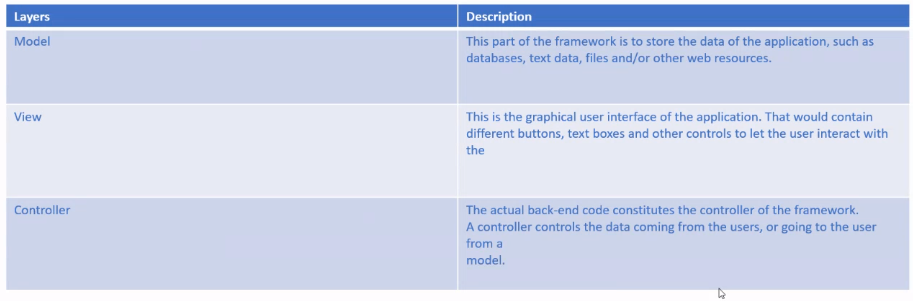 Layers Description
Model This part of the framework is to store the data of the application, such as
databases, text data, files and/or other web resources.
View This is the graphical user interface of the application. That would contain
different buttons, text boxes and other controls to let the user interact with
the
Controller The actual back-end code constitutes the controller of the framework.
A controller controls the data coming from the users, or going to the user
from a
model.